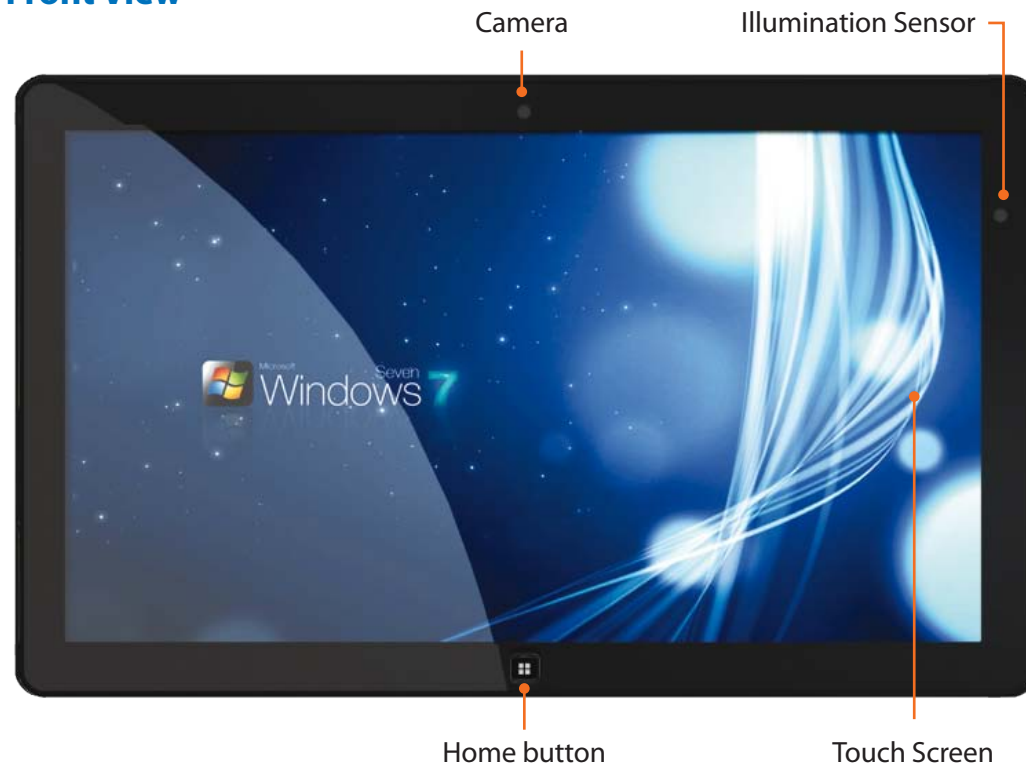 Front View
Camera
Illumination Sensor
Microsoft
Seven
Windows 7
Home button
Touch Screen